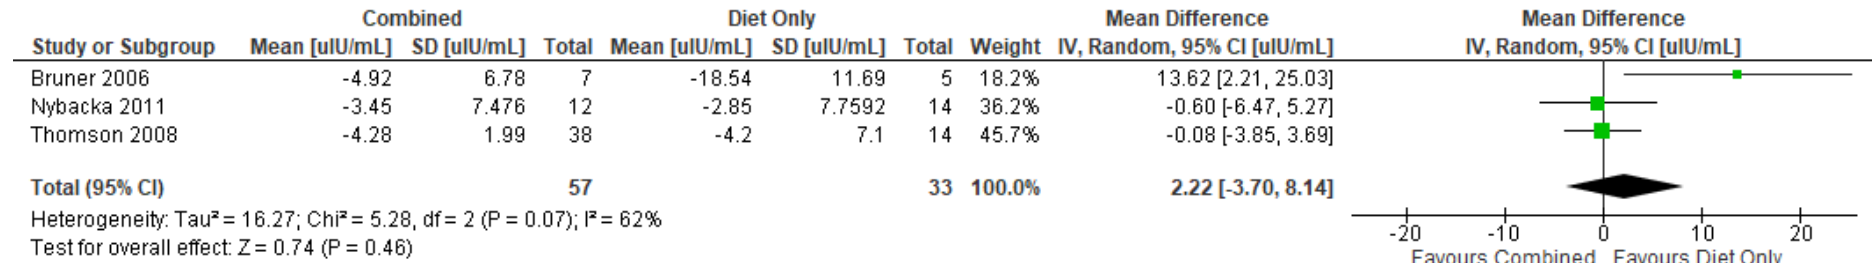 Combined Diet Only Mean Difference Mean Difference
Study or Subgroup Mean [uIU/mL] SD [uIU/mL] Total Mean [uIU/mL] SD [uIU/mL] Total Weight IV, Random, 95% CI [uIU/mL] IV, Random, 95% CI [uIU/mL]
Bruner 2006 -4.92 6.78 7 -18.54 11.69 5 18.2% 13.62 [2.21, 25.03]
Nybacka 2011 -3.45 7.476 12 -2.85 7.7592 14 36.2% -0.60 [-6.47, 5.27]
Thomson 2008 -4.28 1.99 38 -4.2 7.1 14 45.7% -0.08 [-3.85, 3.69]
Total (95% CI) 57 33 100.0% 2.22 [-3.70, 8.14]
Heterogeneity: Tau² = 16.27; Chi² = 5.28, df = 2 (P = 0.07); I² = 62%
Test for overall effect: Z = 0.74 (P = 0.46)
-20 -10 0 10 20
Favours Combined Favours Diet Only